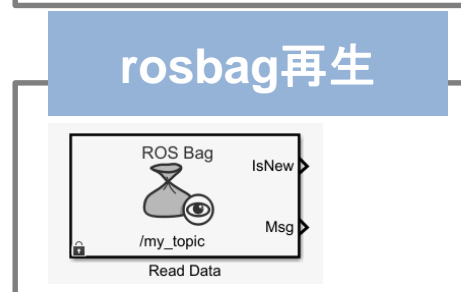 rosbag再生
ROS Bag
IsNew
Msg
/my_topic
Read Data